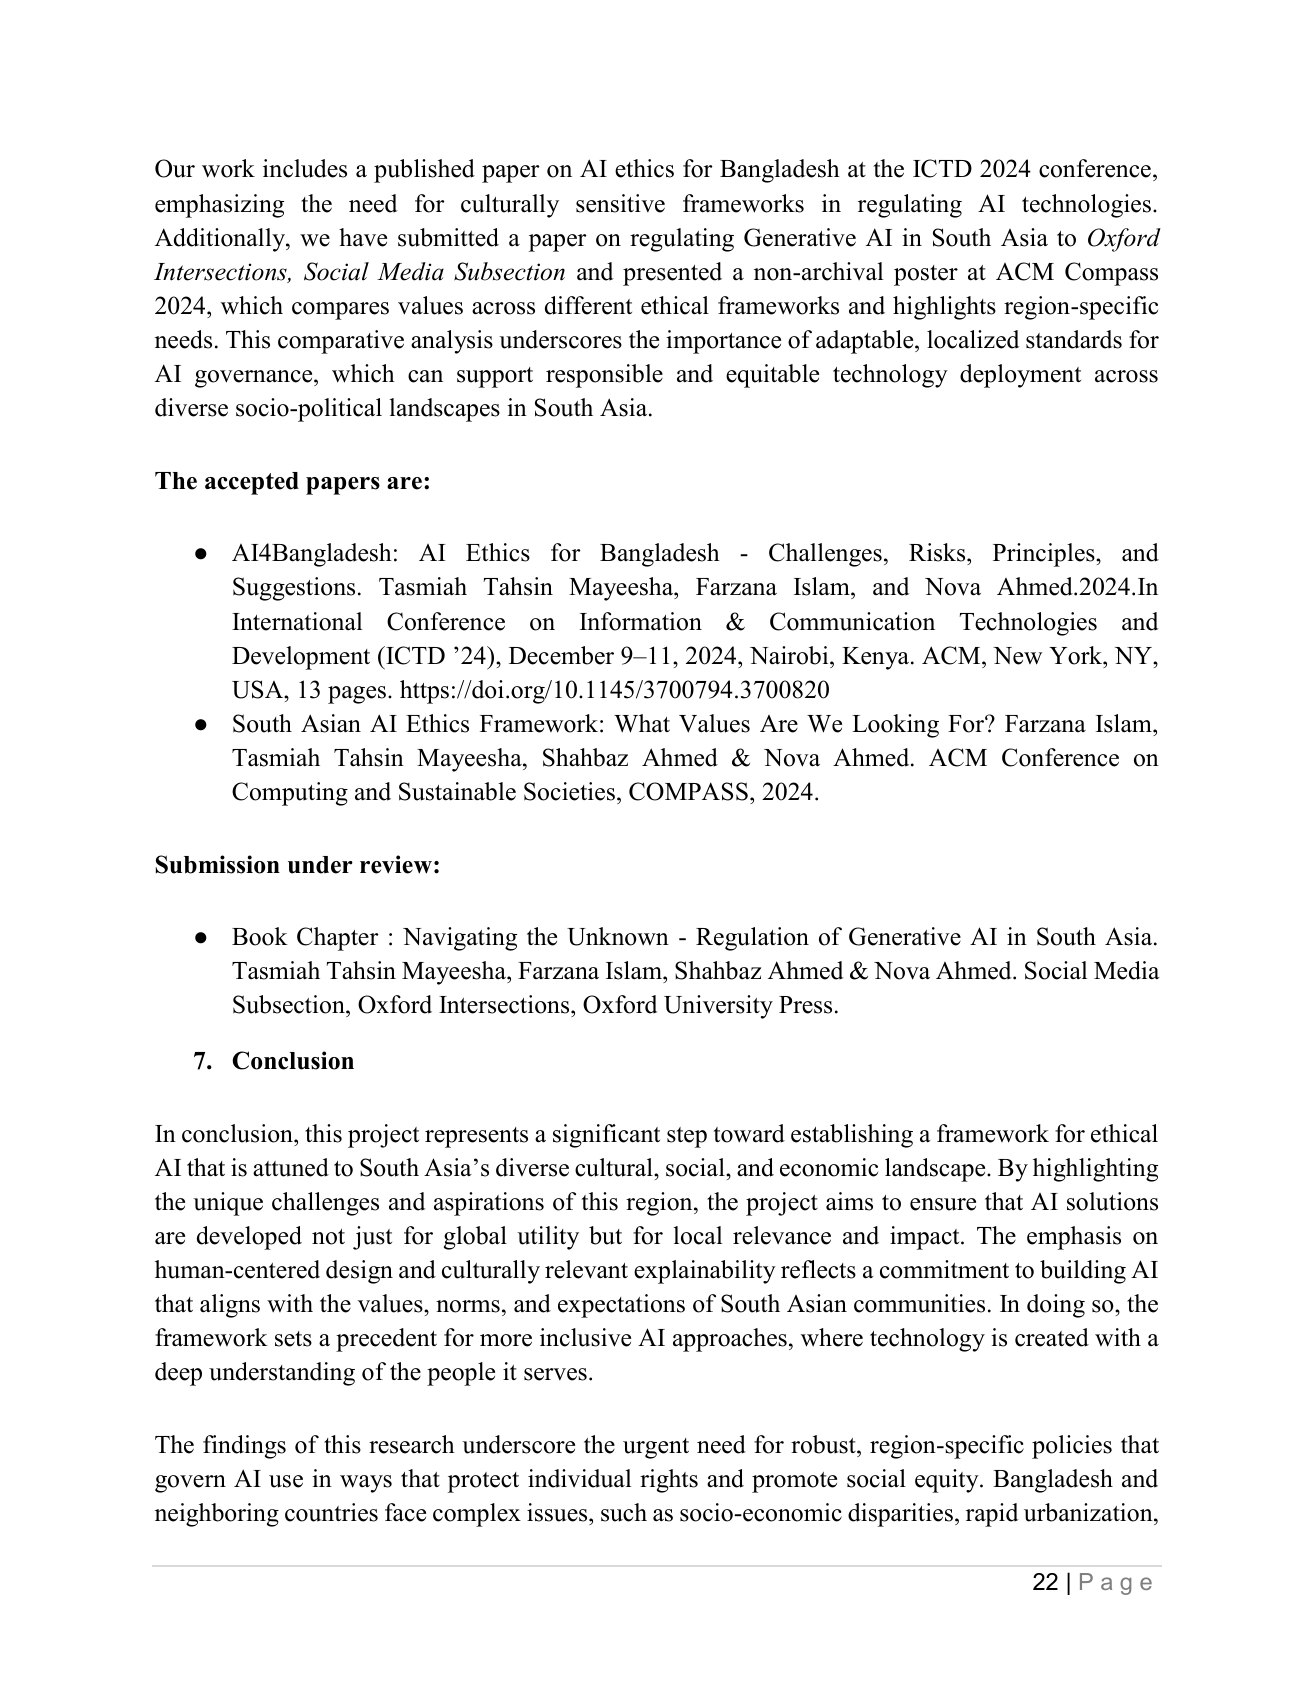 Our work includes a published paper on AI ethics for Bangladesh at the ICTD 2024 conference,
emphasizing the need for culturally sensitive frameworks in regulating AI technologies.
Additionally, we have submitted a paper on regulating Generative AI in South Asia to Oxford
Intersections, Social Media Subsection and presented a non-archival poster at ACM Compass
2024, which compares values across different ethical frameworks and highlights region-specific
needs. This comparative analysis underscores the importance of adaptable, localized standards for
AI governance, which can support responsible and equitable technology deployment across
diverse socio-political landscapes in South Asia.
The accepted papers are:
● AI4Bangladesh: AI Ethics for Bangladesh - Challenges, Risks, Principles, and
Suggestions. Tasmiah Tahsin Mayeesha, Farzana Islam, and Nova Ahmed.2024.In
International Conference on Information & Communication Technologies and
Development (ICTD ’24), December 9–11, 2024, Nairobi, Kenya. ACM, New York, NY,
USA, 13 pages. https://doi.org/10.1145/3700794.3700820
● South Asian AI Ethics Framework: What Values Are We Looking For? Farzana Islam,
Tasmiah Tahsin Mayeesha, Shahbaz Ahmed & Nova Ahmed. ACM Conference on
Computing and Sustainable Societies, COMPASS, 2024.
Submission under review:
● Book Chapter : Navigating the Unknown - Regulation of Generative AI in South Asia.
Tasmiah Tahsin Mayeesha, Farzana Islam, Shahbaz Ahmed & Nova Ahmed. Social Media
Subsection, Oxford Intersections, Oxford University Press.
7. Conclusion
In conclusion, this project represents a significant step toward establishing a framework for ethical
AI that is attuned to South Asia’s diverse cultural, social, and economic landscape. By highlighting
the unique challenges and aspirations of this region, the project aims to ensure that AI solutions
are developed not just for global utility but for local relevance and impact. The emphasis on
human-centered design and culturally relevant explainability reflects a commitment to building AI
that aligns with the values, norms, and expectations of South Asian communities. In doing so, the
framework sets a precedent for more inclusive AI approaches, where technology is created with a
deep understanding of the people it serves.
The findings of this research underscore the urgent need for robust, region-specific policies that
govern AI use in ways that protect individual rights and promote social equity. Bangladesh and
neighboring countries face complex issues, such as socio-economic disparities, rapid urbanization,
22 | Page